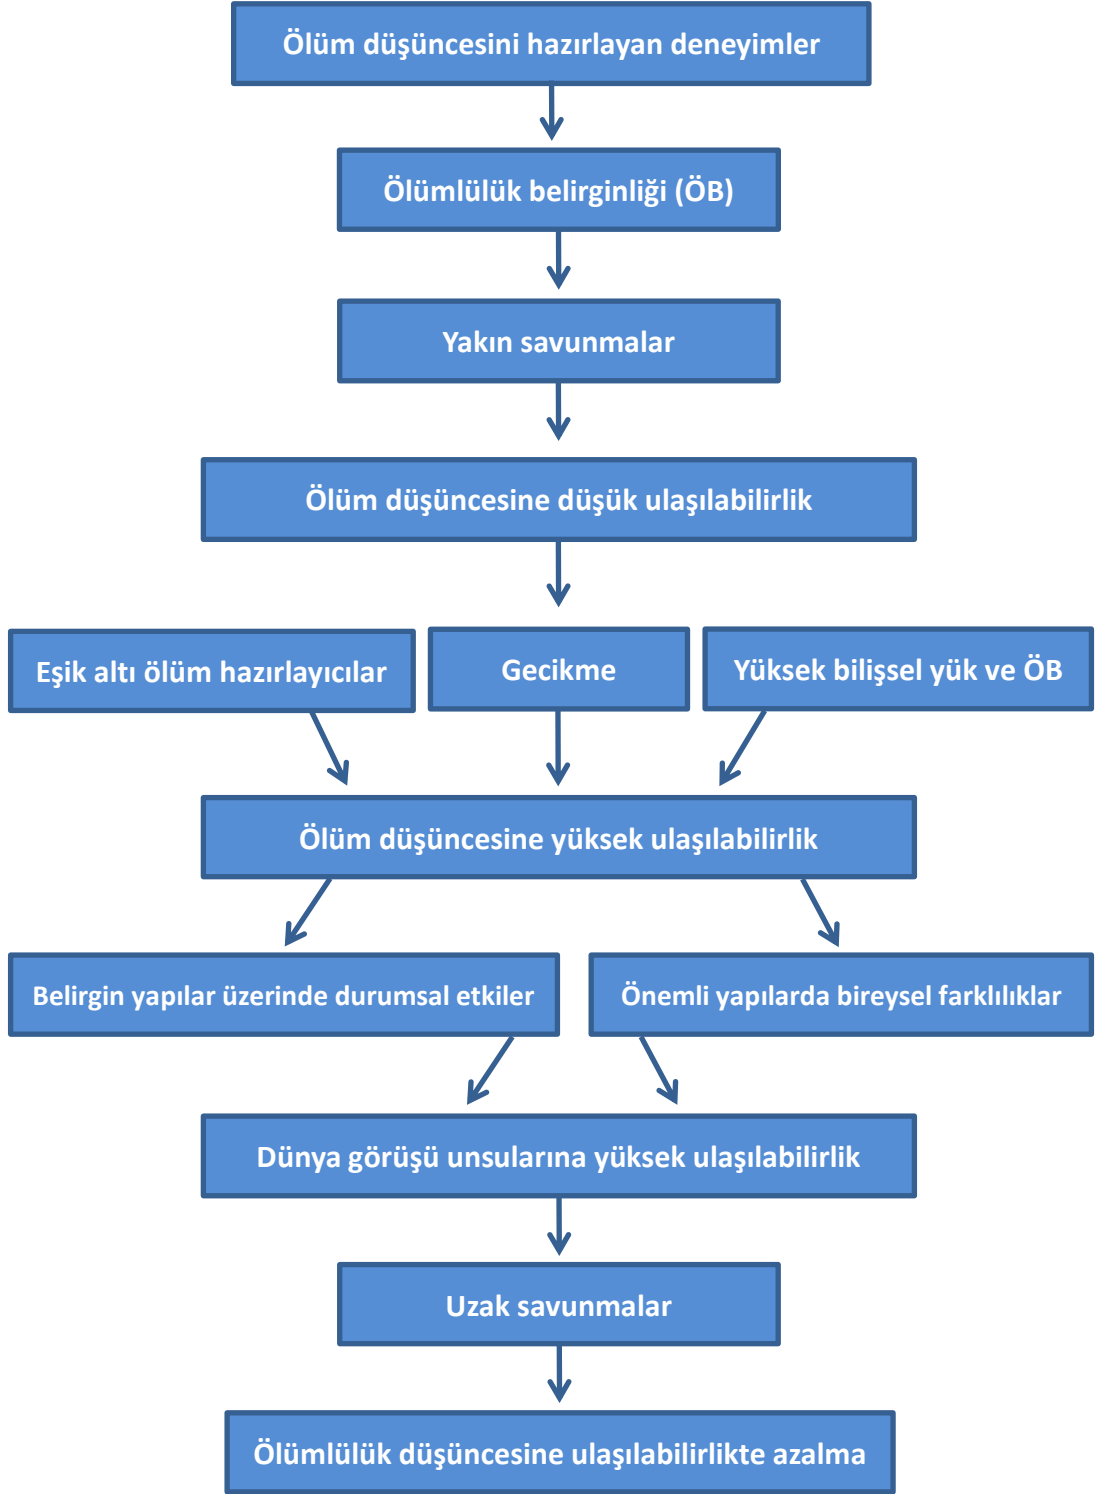 Ölüm düşüncesini hazırlayan deneyimler
Ölümlülük belirginliği (ÖB)
Yakın savunmalar
Ölüm düşüncesine düşük ulaşılabilirlik
Eşik altı ölüm hazırlayıcılar
Gecikme
Yüksek bilişsel yük ve ÖB
Ölüm düşüncesine yüksek ulaşılabilirlik
Belirgin yapılar üzerinde durumsal etkiler
Önemli yapılarda bireysel farklılıklar
Dünya görüşü unsularına yüksek ulaşılabilirlik
Uzak savunmalar
Ölümlülük düşüncesine ulaşılabilirlikte azalma